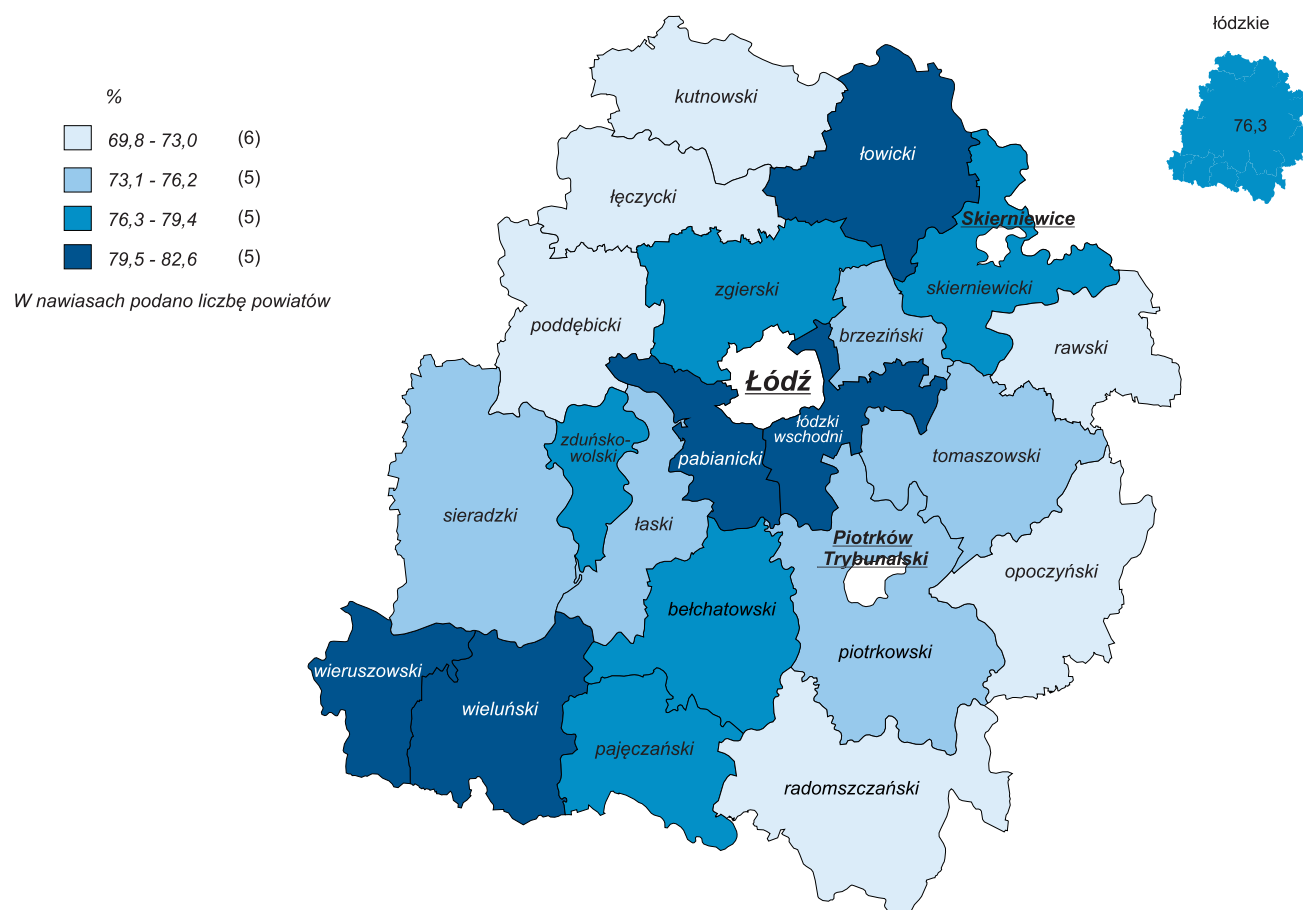 łódzkie
76,3
%
69,8 - 73,0 (6)
73,1 - 76,2 (5)
76,3 - 79,4 (5)
79,5 - 82,6 (5)
W nawiasach podano liczbę powiatów
kutnowski
łowicki
łęczycki
Skierniewice
zgierski
skierniewicki
poddębicki
brzeziński
rawski
Łódź
łódzki
wschodni
zduńsko-
wolski
pabianicki
tomaszowski
sieradzki
łaski
Piotrków
Trybunalski
opoczyński
bełchatowski
piotrkowski
wieruszowski
wieluński
pajęczański
radomszczański